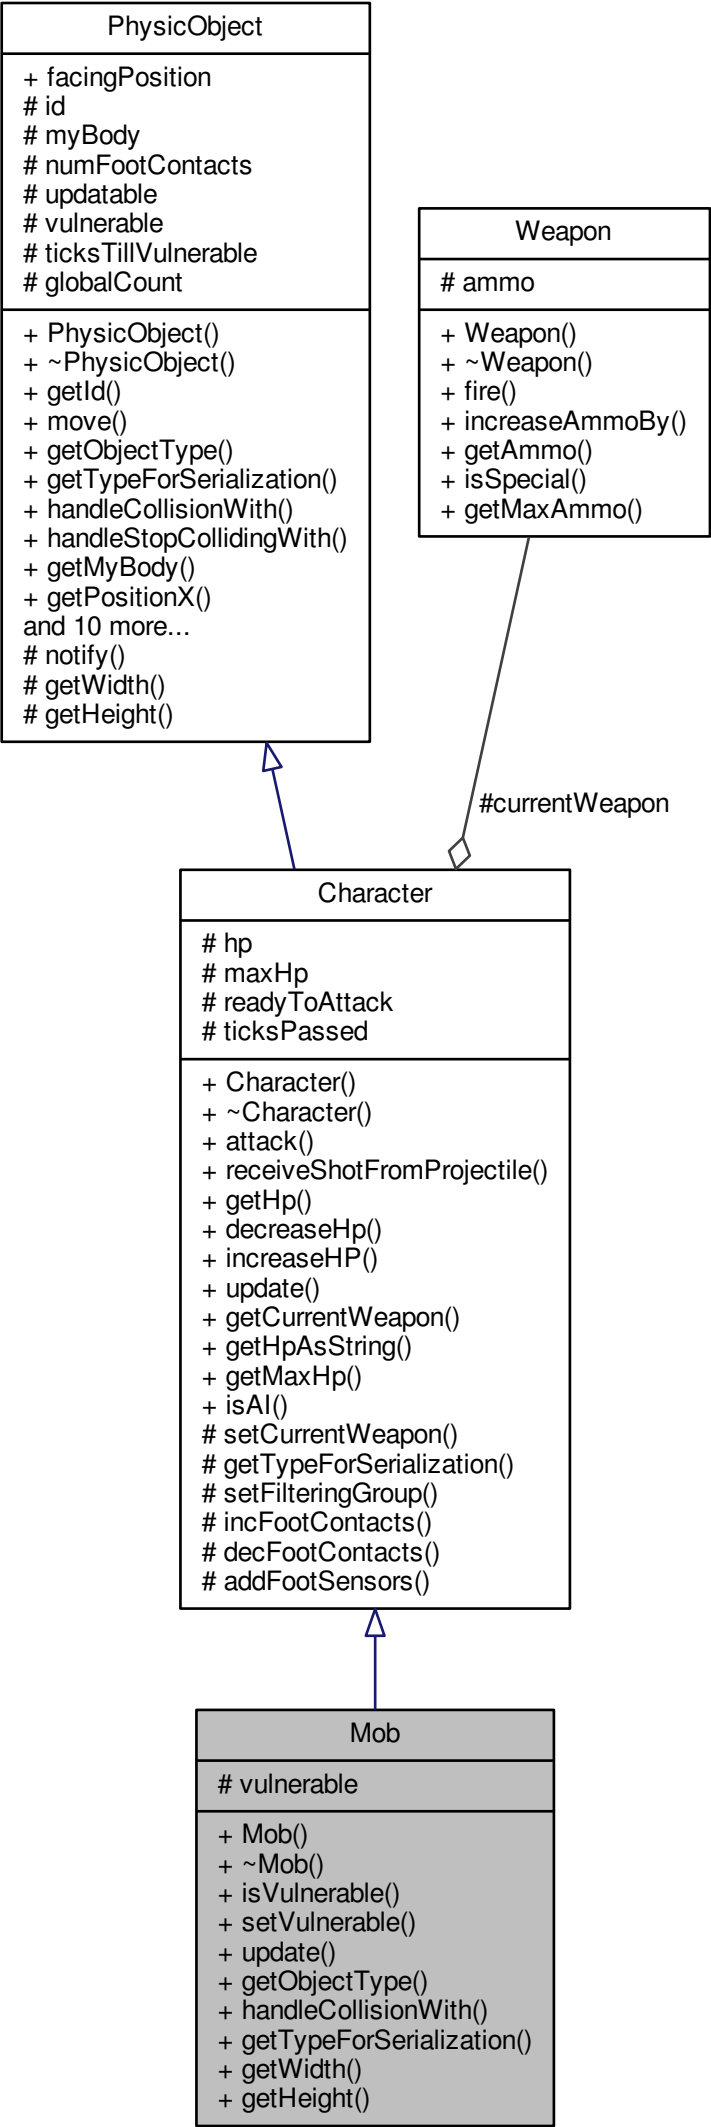 PhysicObject
+ facingPosition
# id
# myBody
# numFootContacts
# updatable
# vulnerable
# ticksTillVulnerable
# globalCount
+ PhysicObject()
+ ~PhysicObject()
+ getId()
+ move()
+ getObjectType()
+ getTypeForSerialization()
+ handleCollisionWith()
+ handleStopCollidingWith()
+ getMyBody()
+ getPositionX()
and 10 more...
# notify()
# getWidth()
# getHeight()
Weapon
# ammo
+ Weapon()
+ ~Weapon()
+ fire()
+ increaseAmmoBy()
+ getAmmo()
+ isSpecial()
+ getMaxAmmo()
#currentWeapon
Character
# hp
# maxHp
# readyToAttack
# ticksPassed
+ Character()
+ ~Character()
+ attack()
+ receiveShotFromProjectile()
+ getHp()
+ decreaseHp()
+ increaseHP()
+ update()
+ getCurrentWeapon()
+ getHpAsString()
+ getMaxHp()
+ isAI()
# setCurrentWeapon()
# getTypeForSerialization()
# setFilteringGroup()
# incFootContacts()
# decFootContacts()
# addFootSensors()
Mob
# vulnerable
+ Mob()
+ ~Mob()
+ isVulnerable()
+ setVulnerable()
+ update()
+ getObjectType()
+ handleCollisionWith()
+ getTypeForSerialization()
+ getWidth()
+ getHeight()